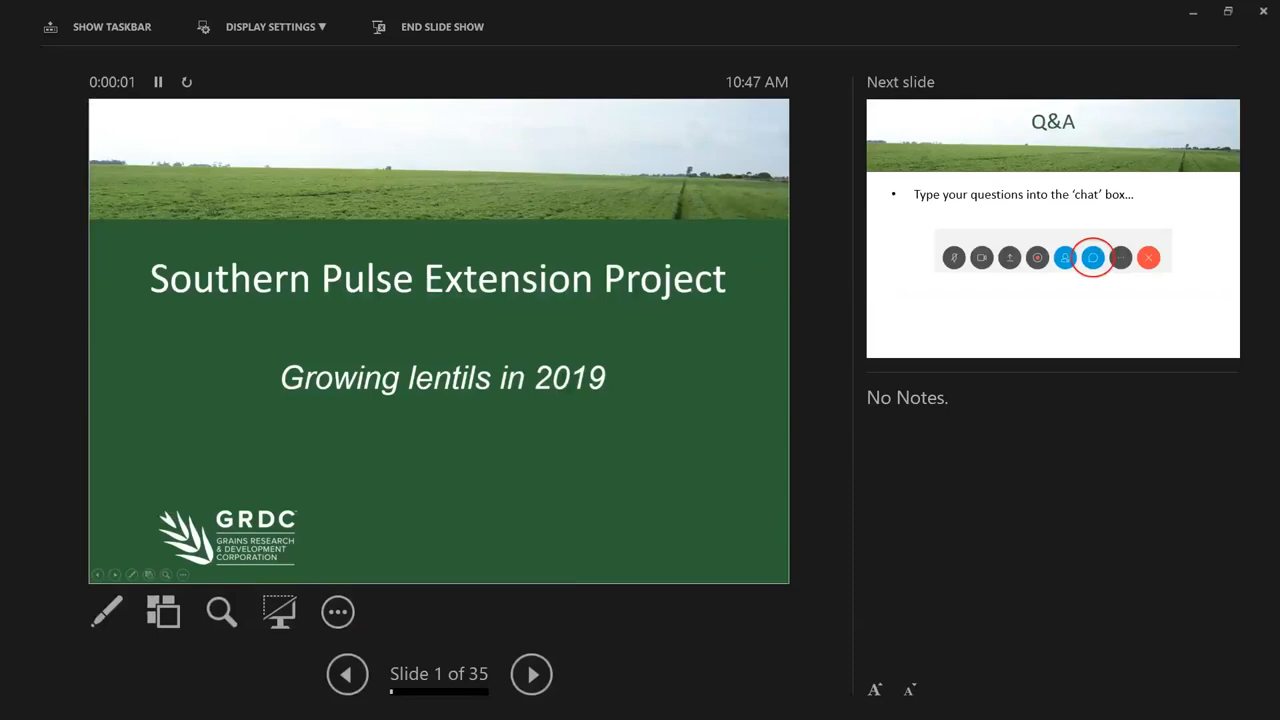 SHOW TASKBAR
DISPLAY SETTINGS ▼
END SLIDE SHOW
0:00:01
10:47 AM
Next slide
Southern Pulse Extension Project
Growing lentils in 2019
GRDC™
GRAINS RESEARCH
& DEVELOPMENT
CORPORATION
Q&A
• Type your questions into the ‘chat’ box...
No Notes.
Slide 1 of 35
A A